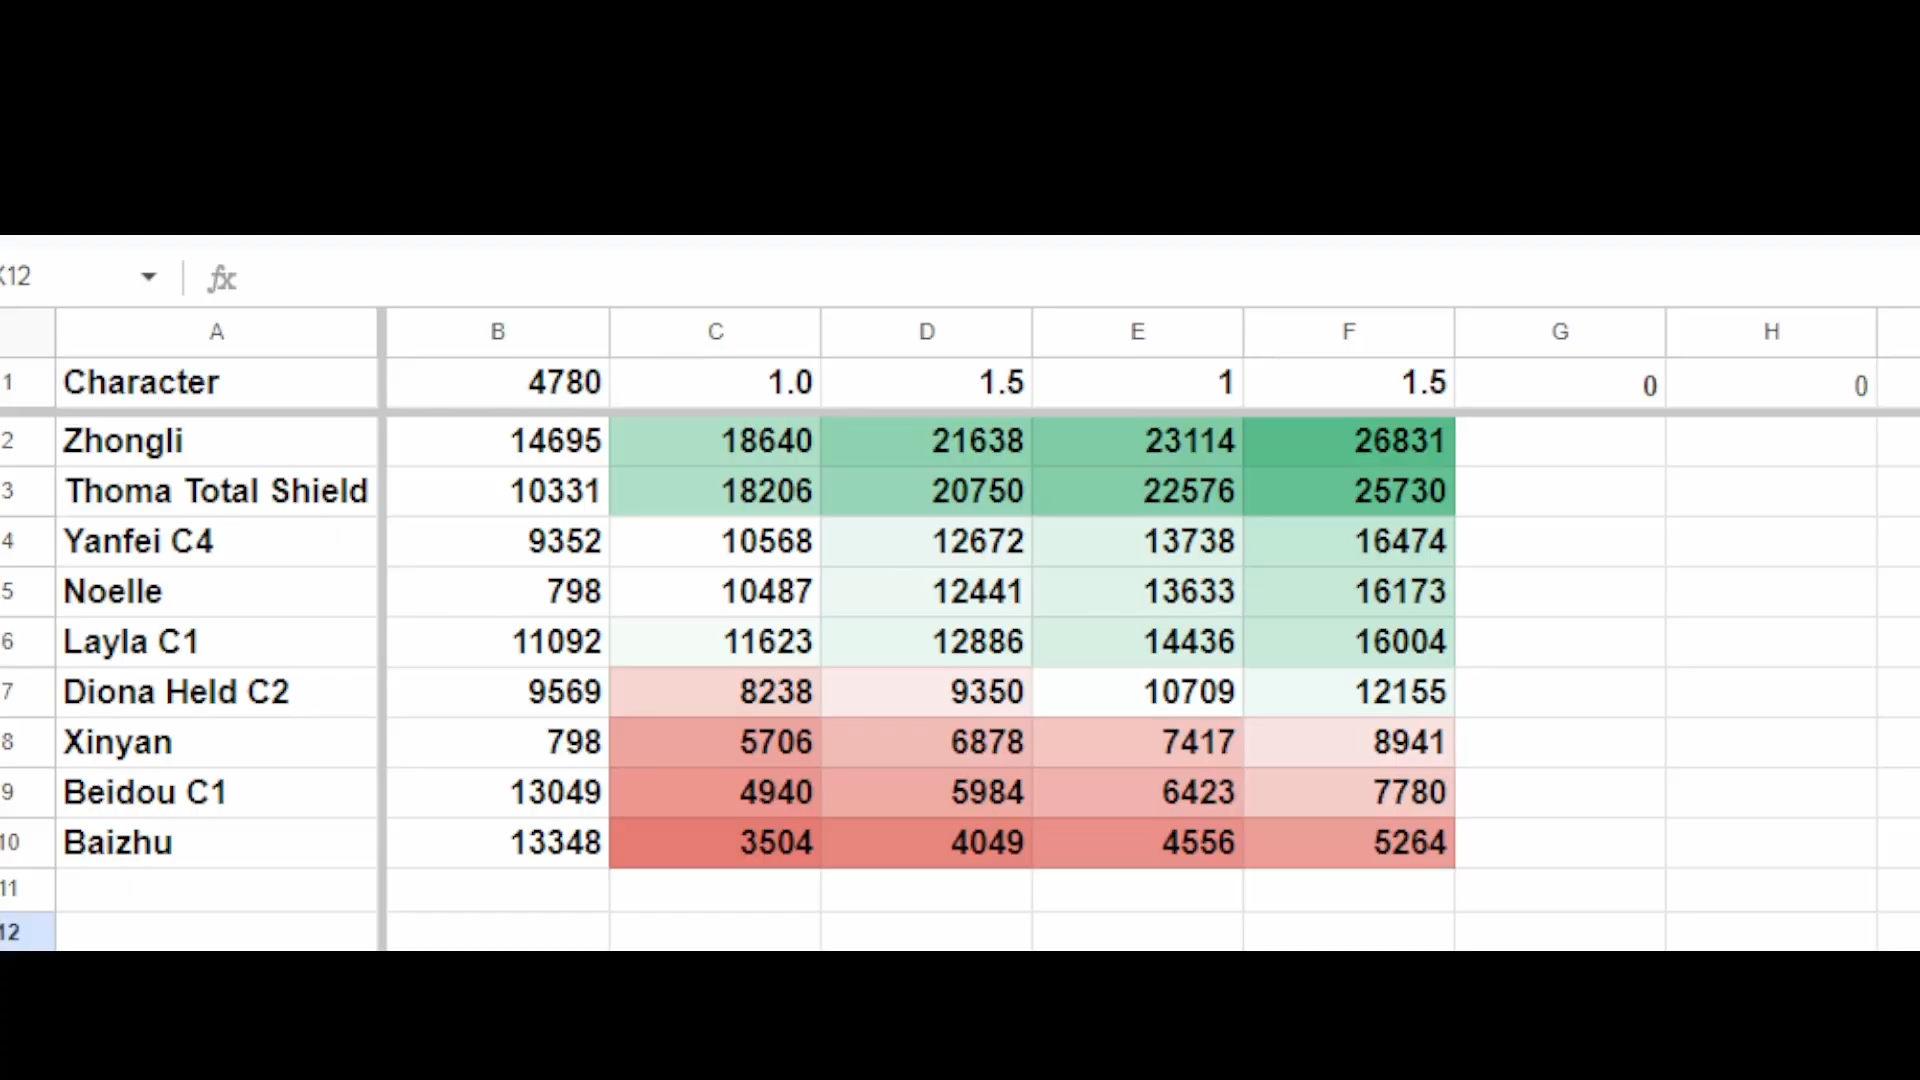 K12 fx
A B C D E F G H
1 Character 4780 1.0 1.5 1 1.5 0 0
2 Zhongli 14695 18640 21638 23114 26831
3 Thoma Total Shield 10331 18206 20750 22576 25730
4 Yanfei C4 9352 10568 12672 13738 16474
5 Noelle 798 10487 12441 13633 16173
6 Layla C1 11092 11623 12886 14436 16004
7 Diona Held C2 9569 8238 9350 10709 12155
8 Xinyan 798 5706 6878 7417 8941
9 Beidou C1 13049 4940 5984 6423 7780
10 Baizhu 13348 3504 4049 4556 5264
11
12